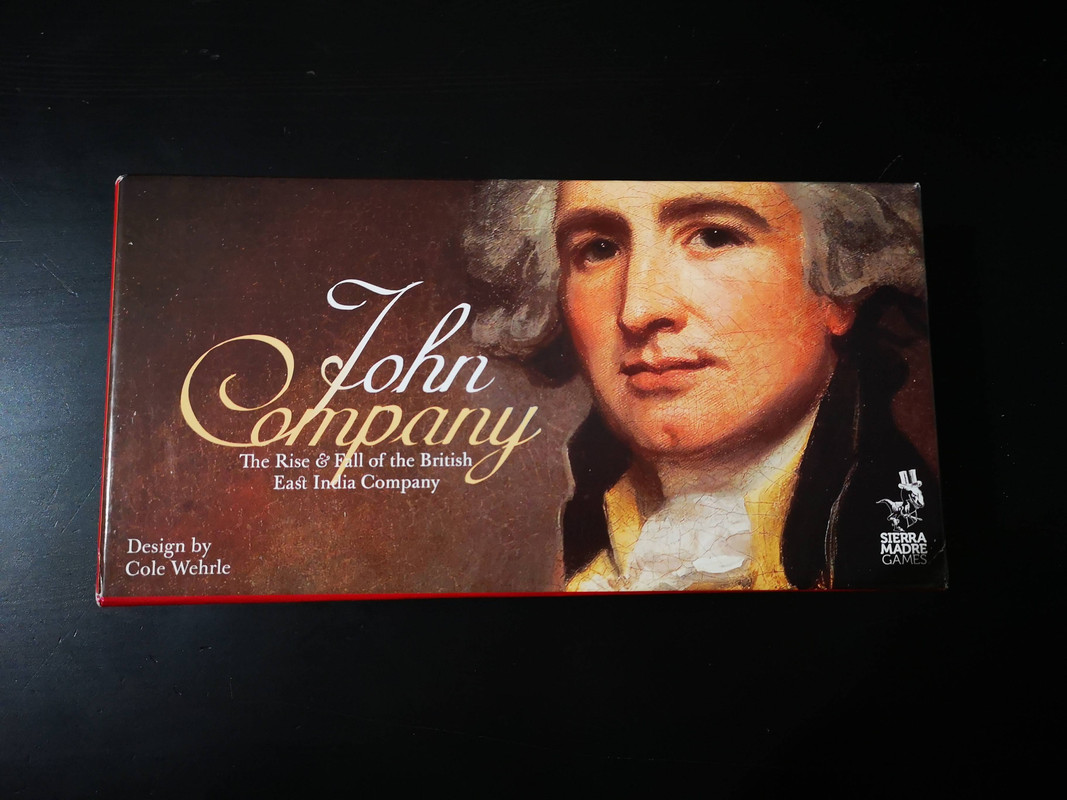 John
Company
The Rise & Fall of the British
East India Company
Design by
Cole Wehrle
SIERRA
MADRE
GAMES